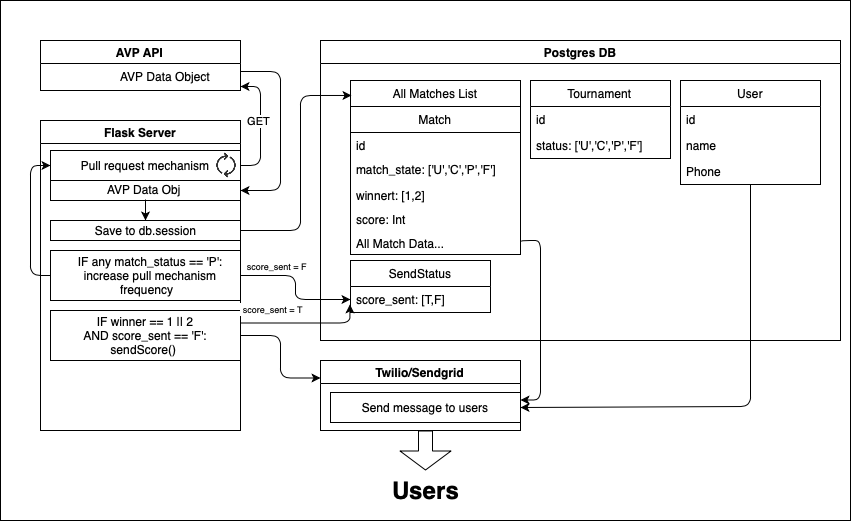 AVP API
AVP Data Object
GET
Flask Server
Pull request mechanism
AVP Data Obj
Save to db.session
IF any match_status == 'P':
increase pull mechanism
frequency
score_sent = F
score_sent = T
IF winner == 1 || 2
AND score_sent == 'F':
sendScore()
Postgres DB
All Matches List
Match
id
match_state: ['U','C','P','F']
winnert: [1,2]
score: Int
All Match Data...
SendStatus
score_sent: [T,F]
Tournament
id
status: ['U','C','P','F']
User
id
name
Phone
Twilio/Sendgrid
Send message to users
Users